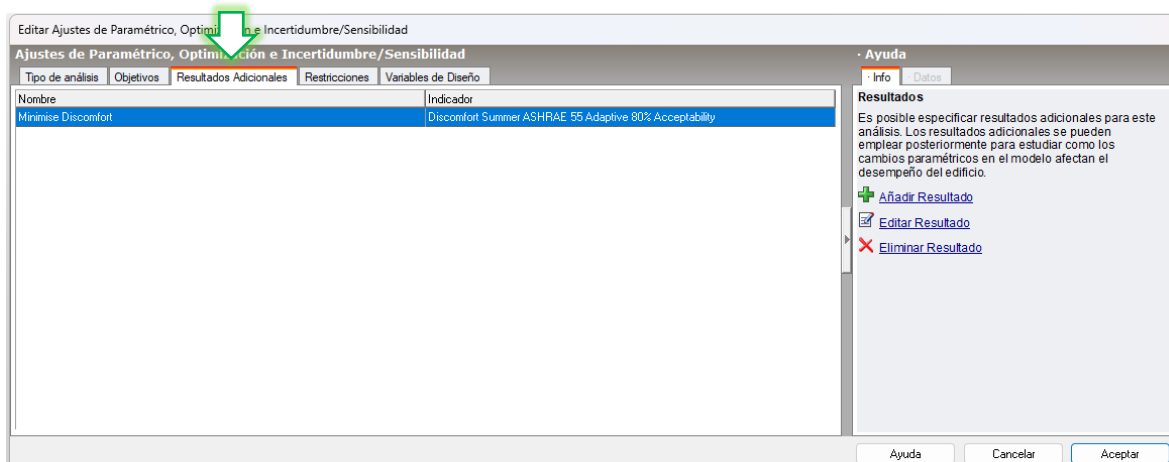 Editar Ajustes de Paramétrico, Optimi n e Incertidumbre/Sensibilidad
Ajustes de Paramétrico, Optimización e Incertidumbre/Sensibilidad
Tipo de análisis Objetivos Resultados Adicionales Restricciones Variables de Diseño
Nombre Indicador
Minimise Discomfort Discomfort Summer ASHRAE 55 Adaptive 80% Acceptability
· Ayuda
· Info · Datos
Resultados
Es posible especificar resultados adicionales para este
análisis. Los resultados adicionales se pueden
emplear posteriormente para estudiar como los
cambios paramétricos en el modelo afectan el
desempeño del edificio.
Añadir Resultado
Editar Resultado
Eliminar Resultado
Ayuda Cancelar Aceptar